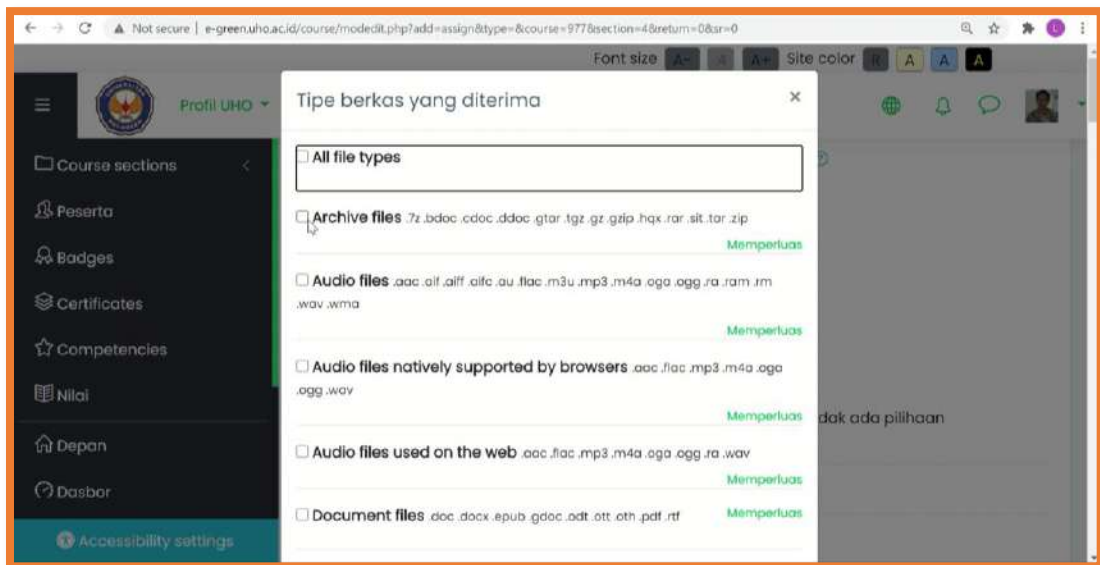 Not secure | e-green.uho.ac.id/course/modedit.php?add=assign&type=&course=977&section=4&return=0&sr=0
Font size A- A A+ Site color R A A A
Profil UHO
Tipe berkas yang diterima ×
Course sections
Peserta
Badges
Certificates
Competencies
Nilai
Depan
Dasbor
Accessibility settings
All file types
Archive files .7z .bdoc .cdoc .ddoc .gtar .tgz .gz .gzip .hqx .rar .sit .tar .zip
Memperluas
Audio files .aac .aif .aiff .aifc .au .flac .m3u .mp3 .m4a .oga .ogg .ra .ram .rm
.wav .wma
Memperluas
Audio files natively supported by browsers .aac .flac .mp3 .m4a .oga
.ogg .wav
Memperluas
Audio files used on the web .aac .flac .mp3 .m4a .oga .ogg .ra .wav
Memperluas
Document files .doc .docx .epub .gdoc .odt .ott .oth .pdf .rtf Memperluas
dak ada pilihaan
L